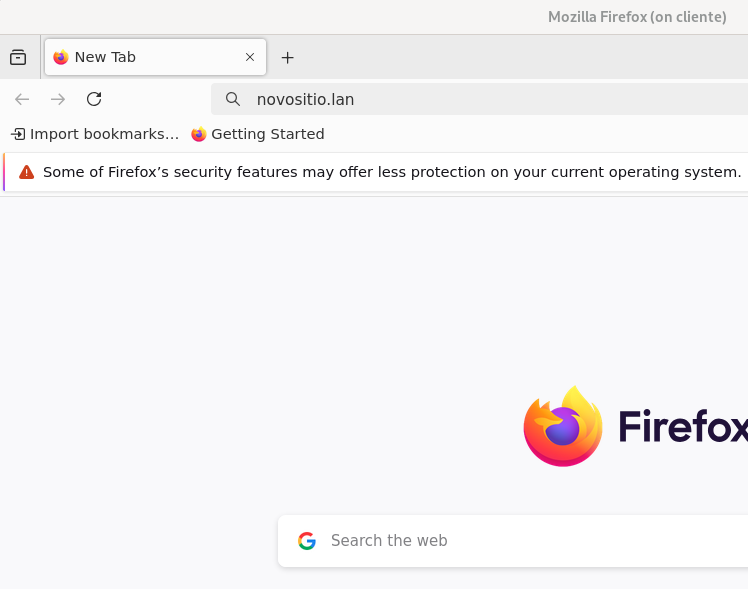 Mozilla Firefox (on cliente)
New Tab
novositio.lan
Import bookmarks… Getting Started
Some of Firefox’s security features may offer less protection on your current operating system.
Firefox
Search the web